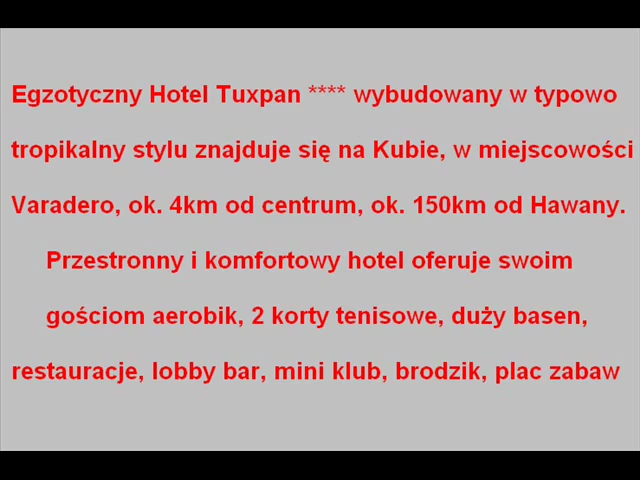 Egzotyczny Hotel Tuxpan **** wybudowany w typowo
tropikalny stylu znajduje się na Kubie, w miejscowości
Varadero, ok. 4km od centrum, ok. 150km od Hawany.
Przestronny i komfortowy hotel oferuje swoim
gościom aerobik, 2 korty tenisowe, duży basen,
restauracje, lobby bar, mini klub, brodzik, plac zabaw